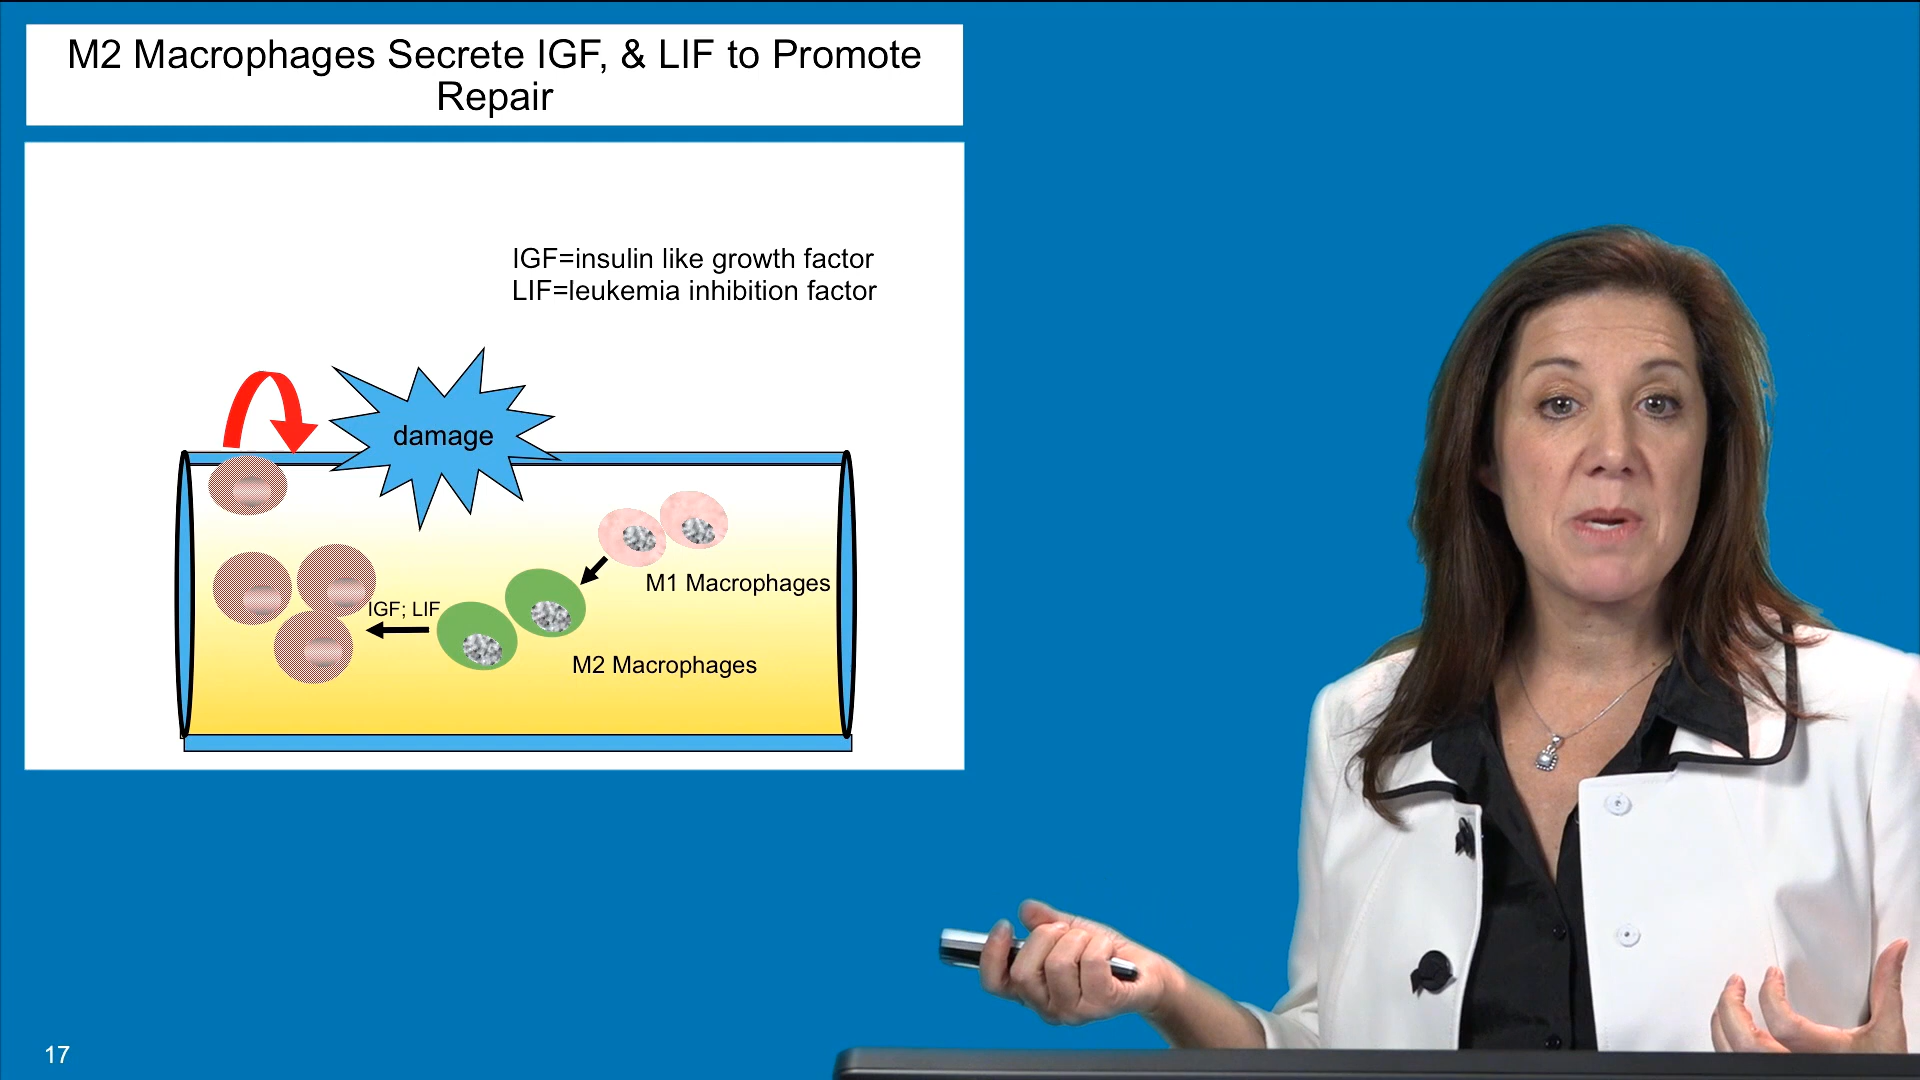 M2 Macrophages Secrete IGF, & LIF to Promote
Repair
IGF=insulin like growth factor
LIF=leukemia inhibition factor
damage
M1 Macrophages
IGF; LIF
M2 Macrophages
17